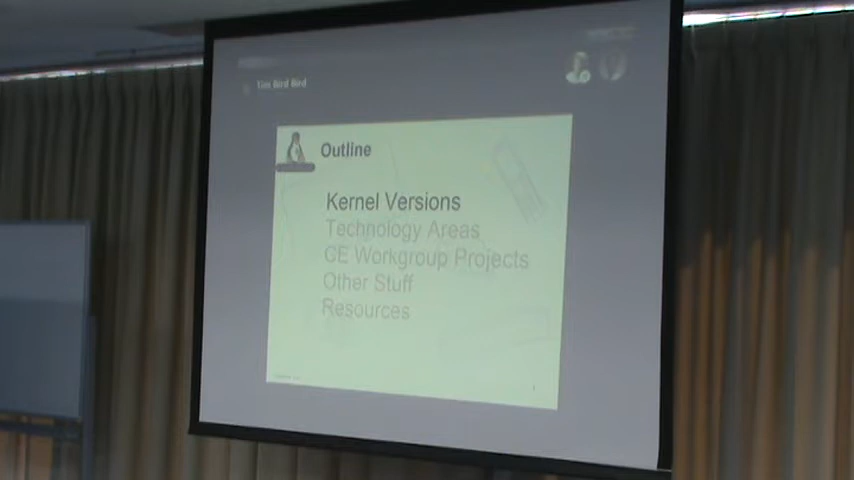 Tim Bird Bird
Outline
Kernel Versions
Technology Areas
CE Workgroup Projects
Other Stuff
Resources